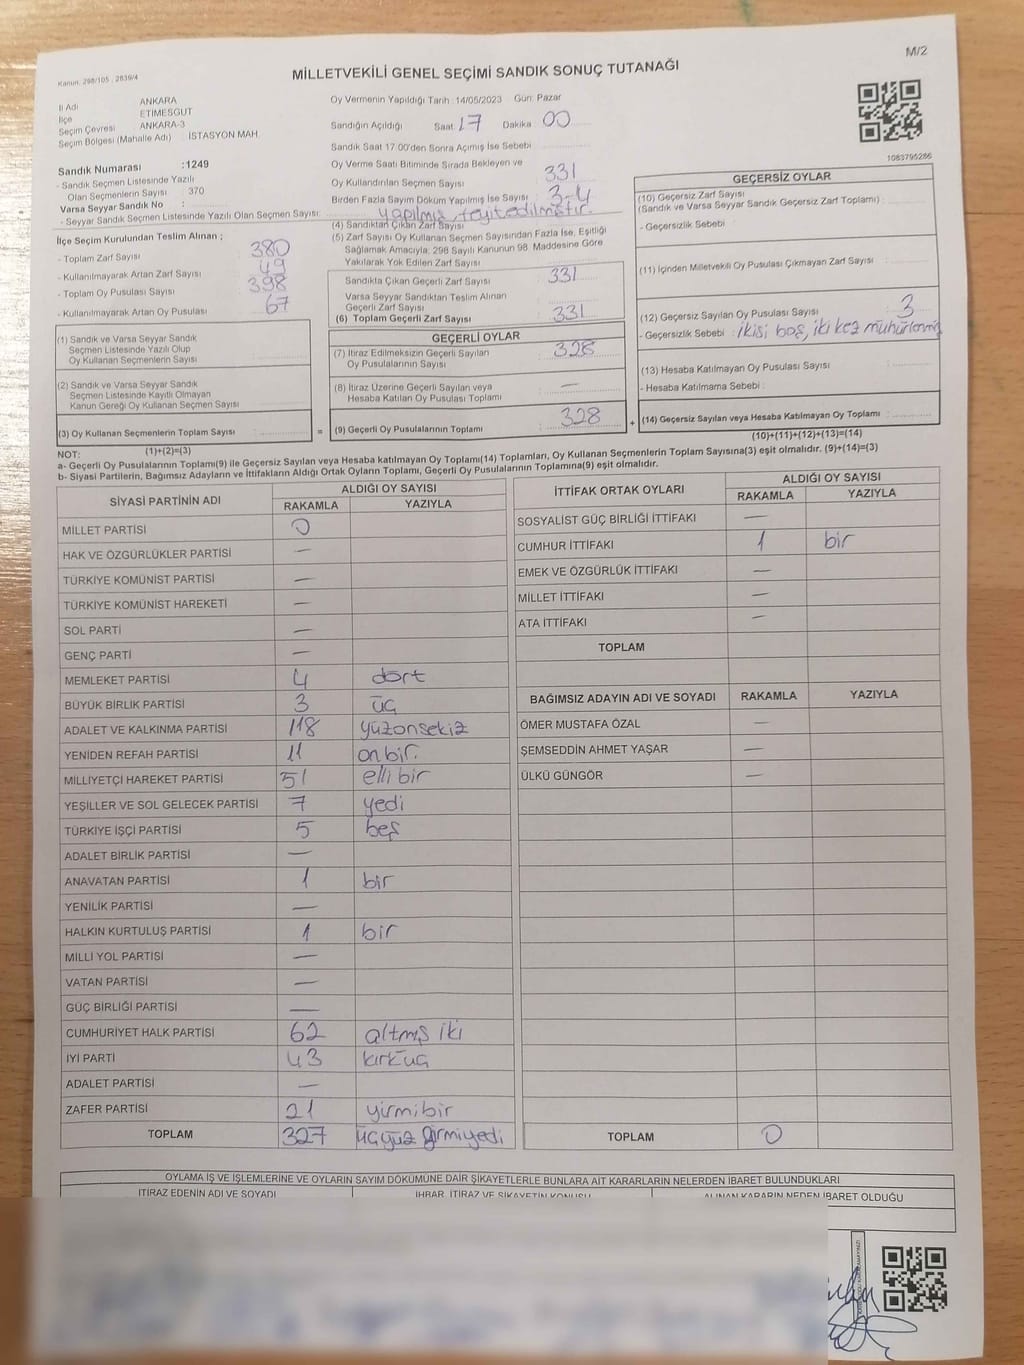 M/2
Kanun: 298/105 , 2839/4
MİLLETVEKİLİ GENEL SEÇİMİ SANDIK SONUÇ TUTANAĞI
İl Adı ANKARA
İlçe ETİMESGUT
Seçim Çevresi ANKARA-3
Seçim Bölgesi (Mahalle Adı) : İSTASYON MAH.
Oy Vermenin Yapıldığı Tarih: 14/05/2023 Gün: Pazar
Sandığın Açıldığı Saat 17 Dakika 00
Sandık Saat 17.00'den Sonra Açımış İse Sebebi
1083795286
Sandık Numarası :1249
- Sandık Seçmen Listesinde Yazılı
Olan Seçmenlerin Sayısı : 370
Varsa Seyyar Sandık No :
- Seyyar Sandık Seçmen Listesinde Yazılı Olan Seçmen Sayısı:
Oy Verme Saati Bitiminde Sırada Bekleyen ve
Oy Kullandırılan Seçmen Sayısı 331
Birden Fazla Sayım Döküm Yapılmış İse Sayısı : 3-4
yapılmış, teyit edilmiştir.
İlçe Seçim Kurulundan Teslim Alınan ;
- Toplam Zarf Sayısı 380
- Kullanılmayarak Artan Zarf Sayısı 49
- Toplam Oy Pusulası Sayısı 398
- Kullanılmayarak Artan Oy Pusulası 67
(4) Sandıktan Çıkan Zarf Sayısı
(5) Zarf Sayısı Oy Kullanan Seçmen Sayısından Fazla İse, Eşitliği
Sağlamak Amacıyla; 298 Sayılı Kanunun 98. Maddesine Göre
Yakılarak Yok Edilen Zarf Sayısı
Sandıkta Çıkan Geçerli Zarf Sayısı : 331
Varsa Seyyar Sandıktan Teslim Alınan
Geçerli Zarf Sayısı
(6) Toplam Geçerli Zarf Sayısı : 331
GEÇERSİZ OYLAR
(10) Geçersiz Zarf Sayısı
(Sandık ve Varsa Seyyar Sandık Geçersiz Zarf Toplamı) :
- Geçersizlik Sebebi :
(11) İçinden Milletvekili Oy Pusulası Çıkmayan Zarf Sayısı :
(12) Geçersiz Sayılan Oy Pusulası Sayısı : 3
- Geçersizlik Sebebi : ikisi boş, iki kez mühürlenmiş
(13) Hesaba Katılmayan Oy Pusulası Sayısı :
- Hesaba Katılmama Sebebi :
(14) Geçersiz Sayılan veya Hesaba Katılmayan Oy Toplamı :
(10)+(11)+(12)+(13)=(14)
(1) Sandık ve Varsa Seyyar Sandık
Seçmen Listesinde Yazılı Olup
Oy Kullanan Seçmenlerin Sayısı :
(2) Sandık ve Varsa Seyyar Sandık
Seçmen Listesinde Kayıtlı Olmayan
Kanun Gereği Oy Kullanan Seçmen Sayısı :
(3) Oy Kullanan Seçmenlerin Toplam Sayısı :
(1)+(2)=(3)
GEÇERLİ OYLAR
(7) İtiraz Edilmeksizin Geçerli Sayılan
Oy Pusulalarının Sayısı : 328
(8) İtiraz Üzerine Geçerli Sayılan veya
Hesaba Katılan Oy Pusulası Toplamı : —
= (9) Geçerli Oy Pusulalarının Toplamı : 328 +
NOT:
a- Geçerli Oy Pusulalarının Toplamı(9) ile Geçersiz Sayılan veya Hesaba katılmayan Oy Toplamı(14) Toplamları, Oy Kullanan Seçmenlerin Toplam Sayısına(3) eşit olmalıdır. (9)+(14)=(3)
b- Siyasi Partilerin, Bağımsız Adayların ve İttifakların Aldığı Ortak Oyların Toplamı, Geçerli Oy Pusulalarının Toplamına(9) eşit olmalıdır.
SİYASİ PARTİNİN ADI ALDIĞI OY SAYISI
RAKAMLA YAZIYLA
MİLLET PARTİSİ 0
HAK VE ÖZGÜRLÜKLER PARTİSİ —
TÜRKİYE KOMÜNİST PARTİSİ —
TÜRKİYE KOMÜNİST HAREKETİ —
SOL PARTİ —
GENÇ PARTİ —
MEMLEKET PARTİSİ 4 dört
BÜYÜK BİRLİK PARTİSİ 3 üç
ADALET VE KALKINMA PARTİSİ 118 yüzonsekiz
YENİDEN REFAH PARTİSİ 11 onbir.
MİLLİYETÇİ HAREKET PARTİSİ 51 elli bir
YEŞİLLER VE SOL GELECEK PARTİSİ 7 yedi
TÜRKİYE İŞÇİ PARTİSİ 5 beş
ADALET BİRLİK PARTİSİ —
ANAVATAN PARTİSİ 1 bir
YENİLİK PARTİSİ —
HALKIN KURTULUŞ PARTİSİ 1 bir
MİLLİ YOL PARTİSİ —
VATAN PARTİSİ —
GÜÇ BİRLİĞİ PARTİSİ —
CUMHURİYET HALK PARTİSİ 62 altmış iki
İYİ PARTİ 43 kırküç
ADALET PARTİSİ —
ZAFER PARTİSİ 21 yirmibir
TOPLAM 327 üçyüz yirmiyedi
İTTİFAK ORTAK OYLARI ALDIĞI OY SAYISI
RAKAMLA YAZIYLA
SOSYALİST GÜÇ BİRLİĞİ İTTİFAKI —
CUMHUR İTTİFAKI 1 bir
EMEK VE ÖZGÜRLÜK İTTİFAKI —
MİLLET İTTİFAKI —
ATA İTTİFAKI —
TOPLAM
BAĞIMSIZ ADAYIN ADI VE SOYADI RAKAMLA YAZIYLA
ÖMER MUSTAFA ÖZAL —
ŞEMSEDDİN AHMET YAŞAR —
ÜLKÜ GÜNGÖR —
TOPLAM 0
OYLAMA İŞ VE İŞLEMLERİNE VE OYLARIN SAYIM DÖKÜMÜNE DAİR ŞİKAYETLERLE BUNLARA AİT KARARLARIN NELERDEN İBARET BULUNDUKLARI
İTİRAZ EDENİN ADI VE SOYADI İHBAR, İTİRAZ VE ŞİKAYETİN KONUSU ALINAN KARARIN NEDEN İBARET OLDUĞU